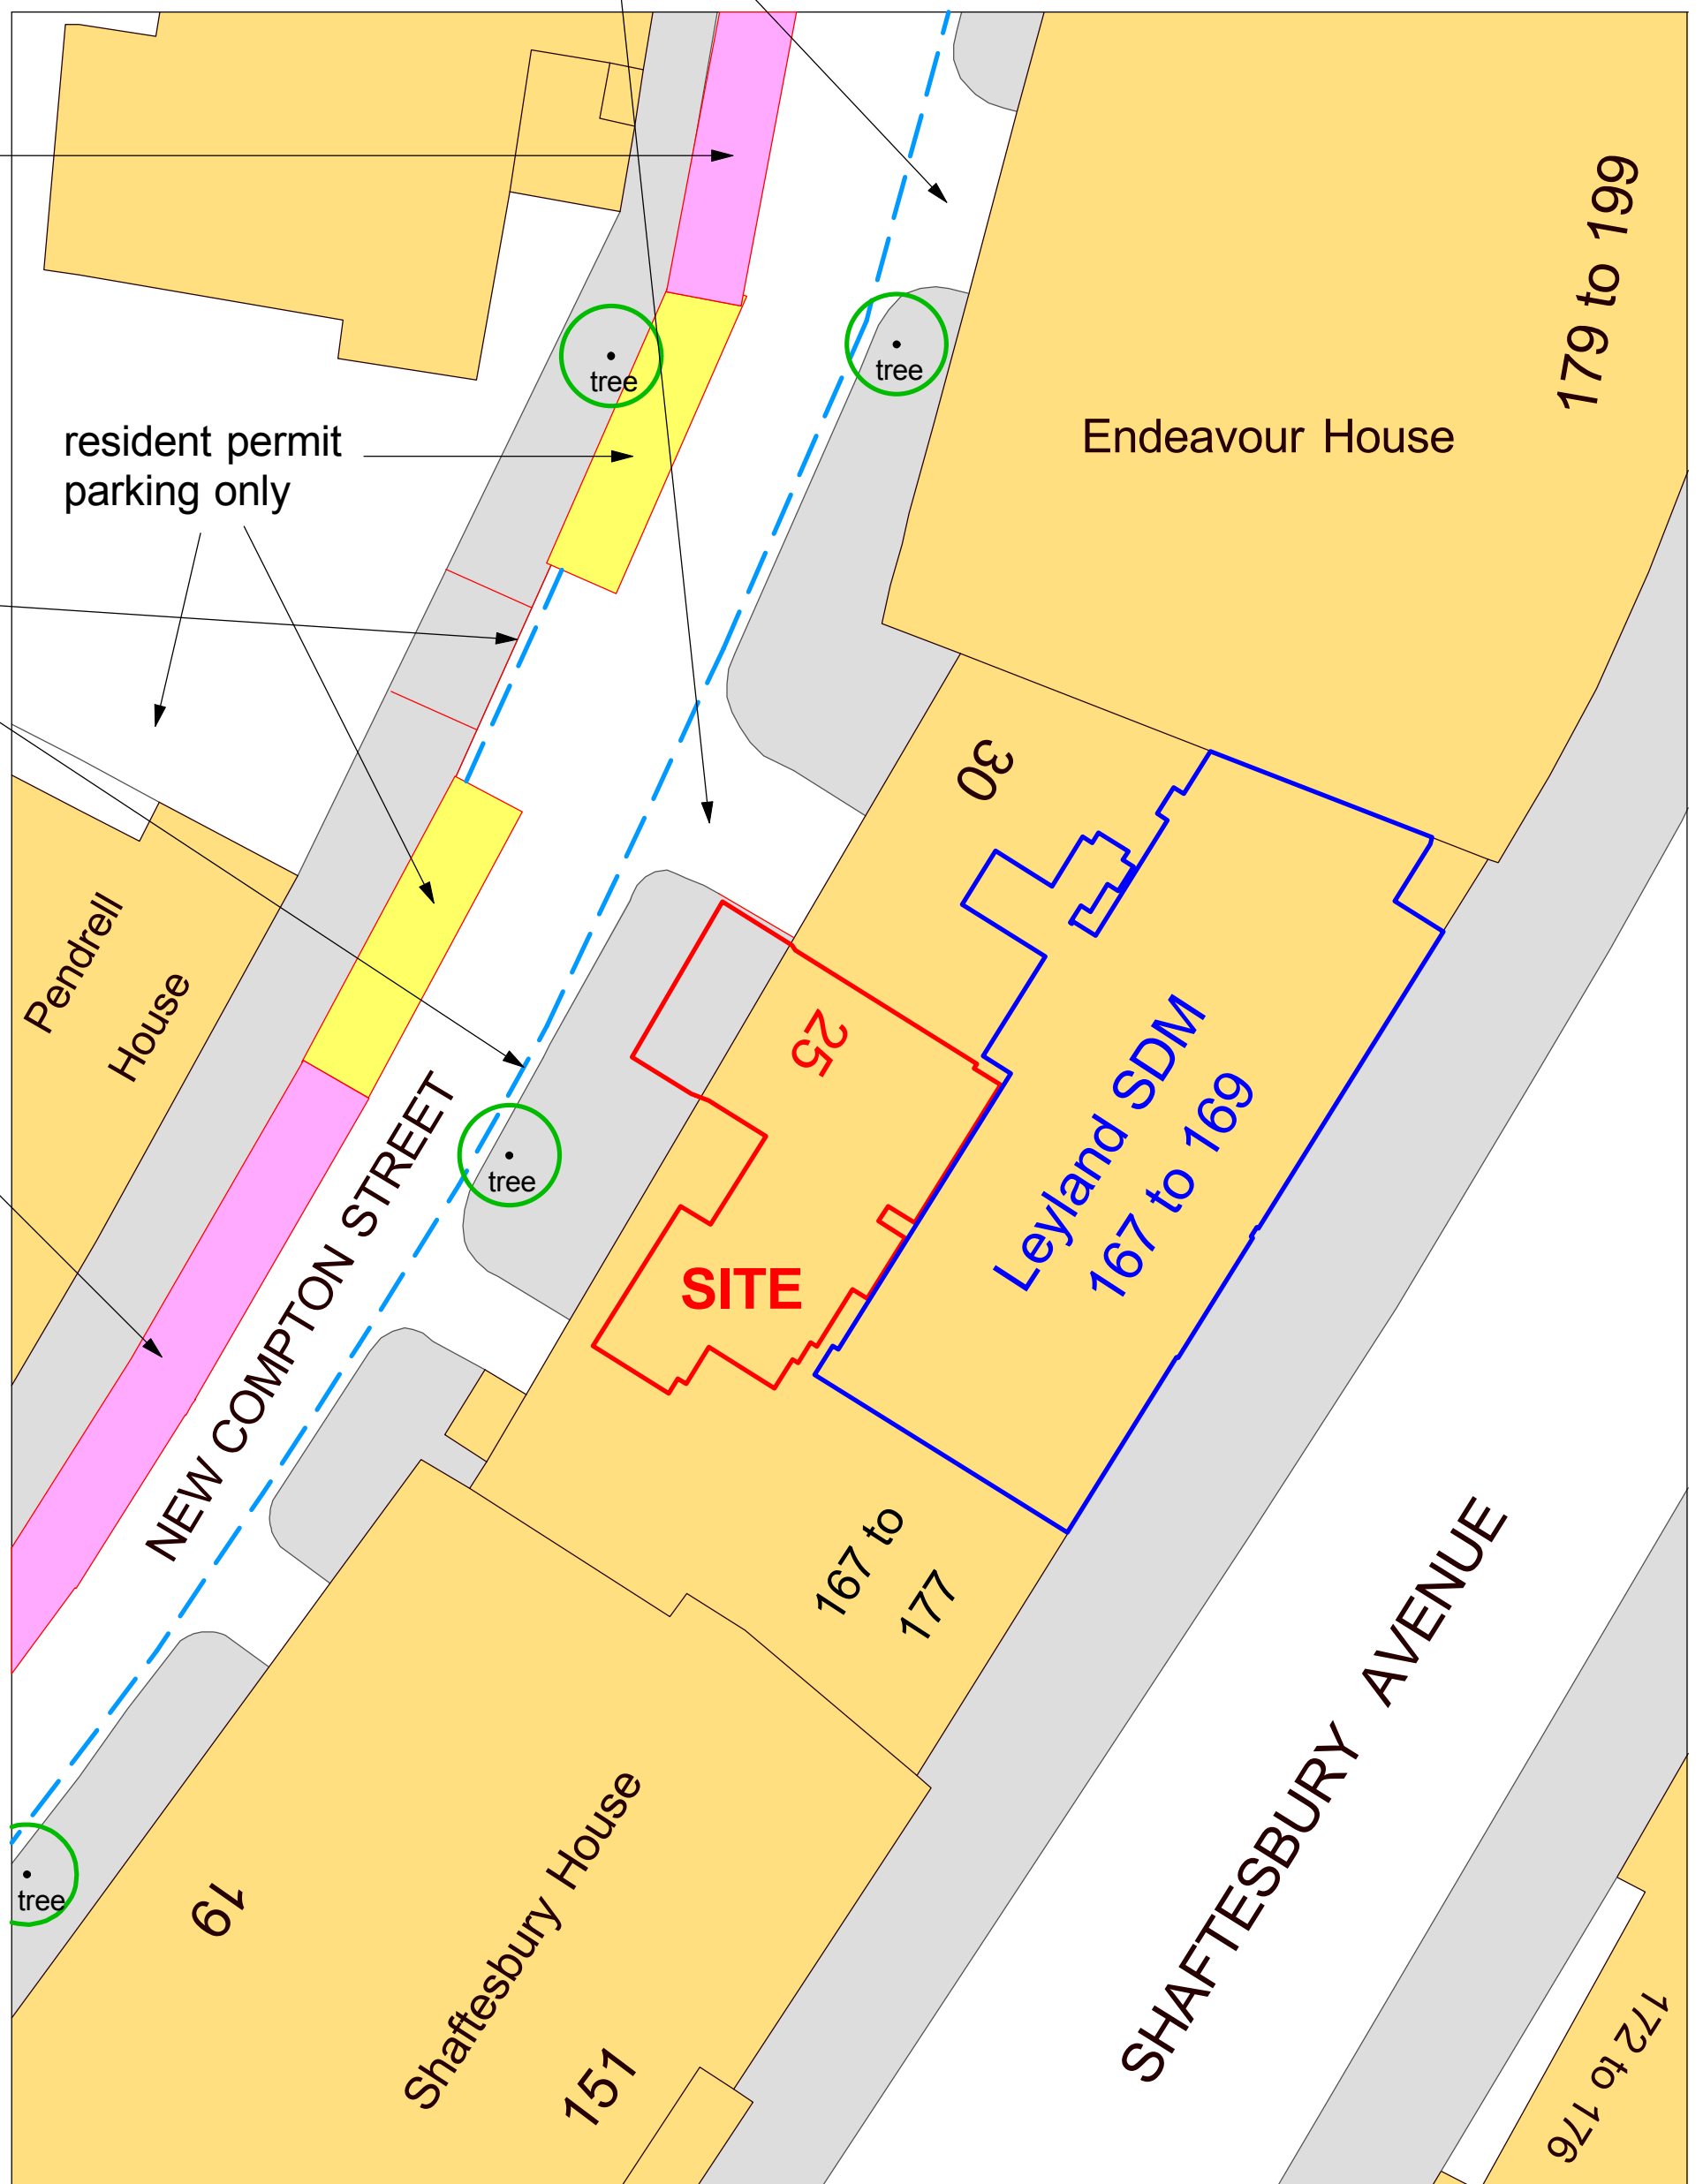 179 to 199
tree
tree
resident permit
parking only
Endeavour House
30
Pendrell
House
25
Leyland SDM
167 to 169
tree
SITE
NEW COMPTON STREET
167 to
177
SHAFTESBURY AVENUE
tree
19
Shaftesbury House
151
172 to 176